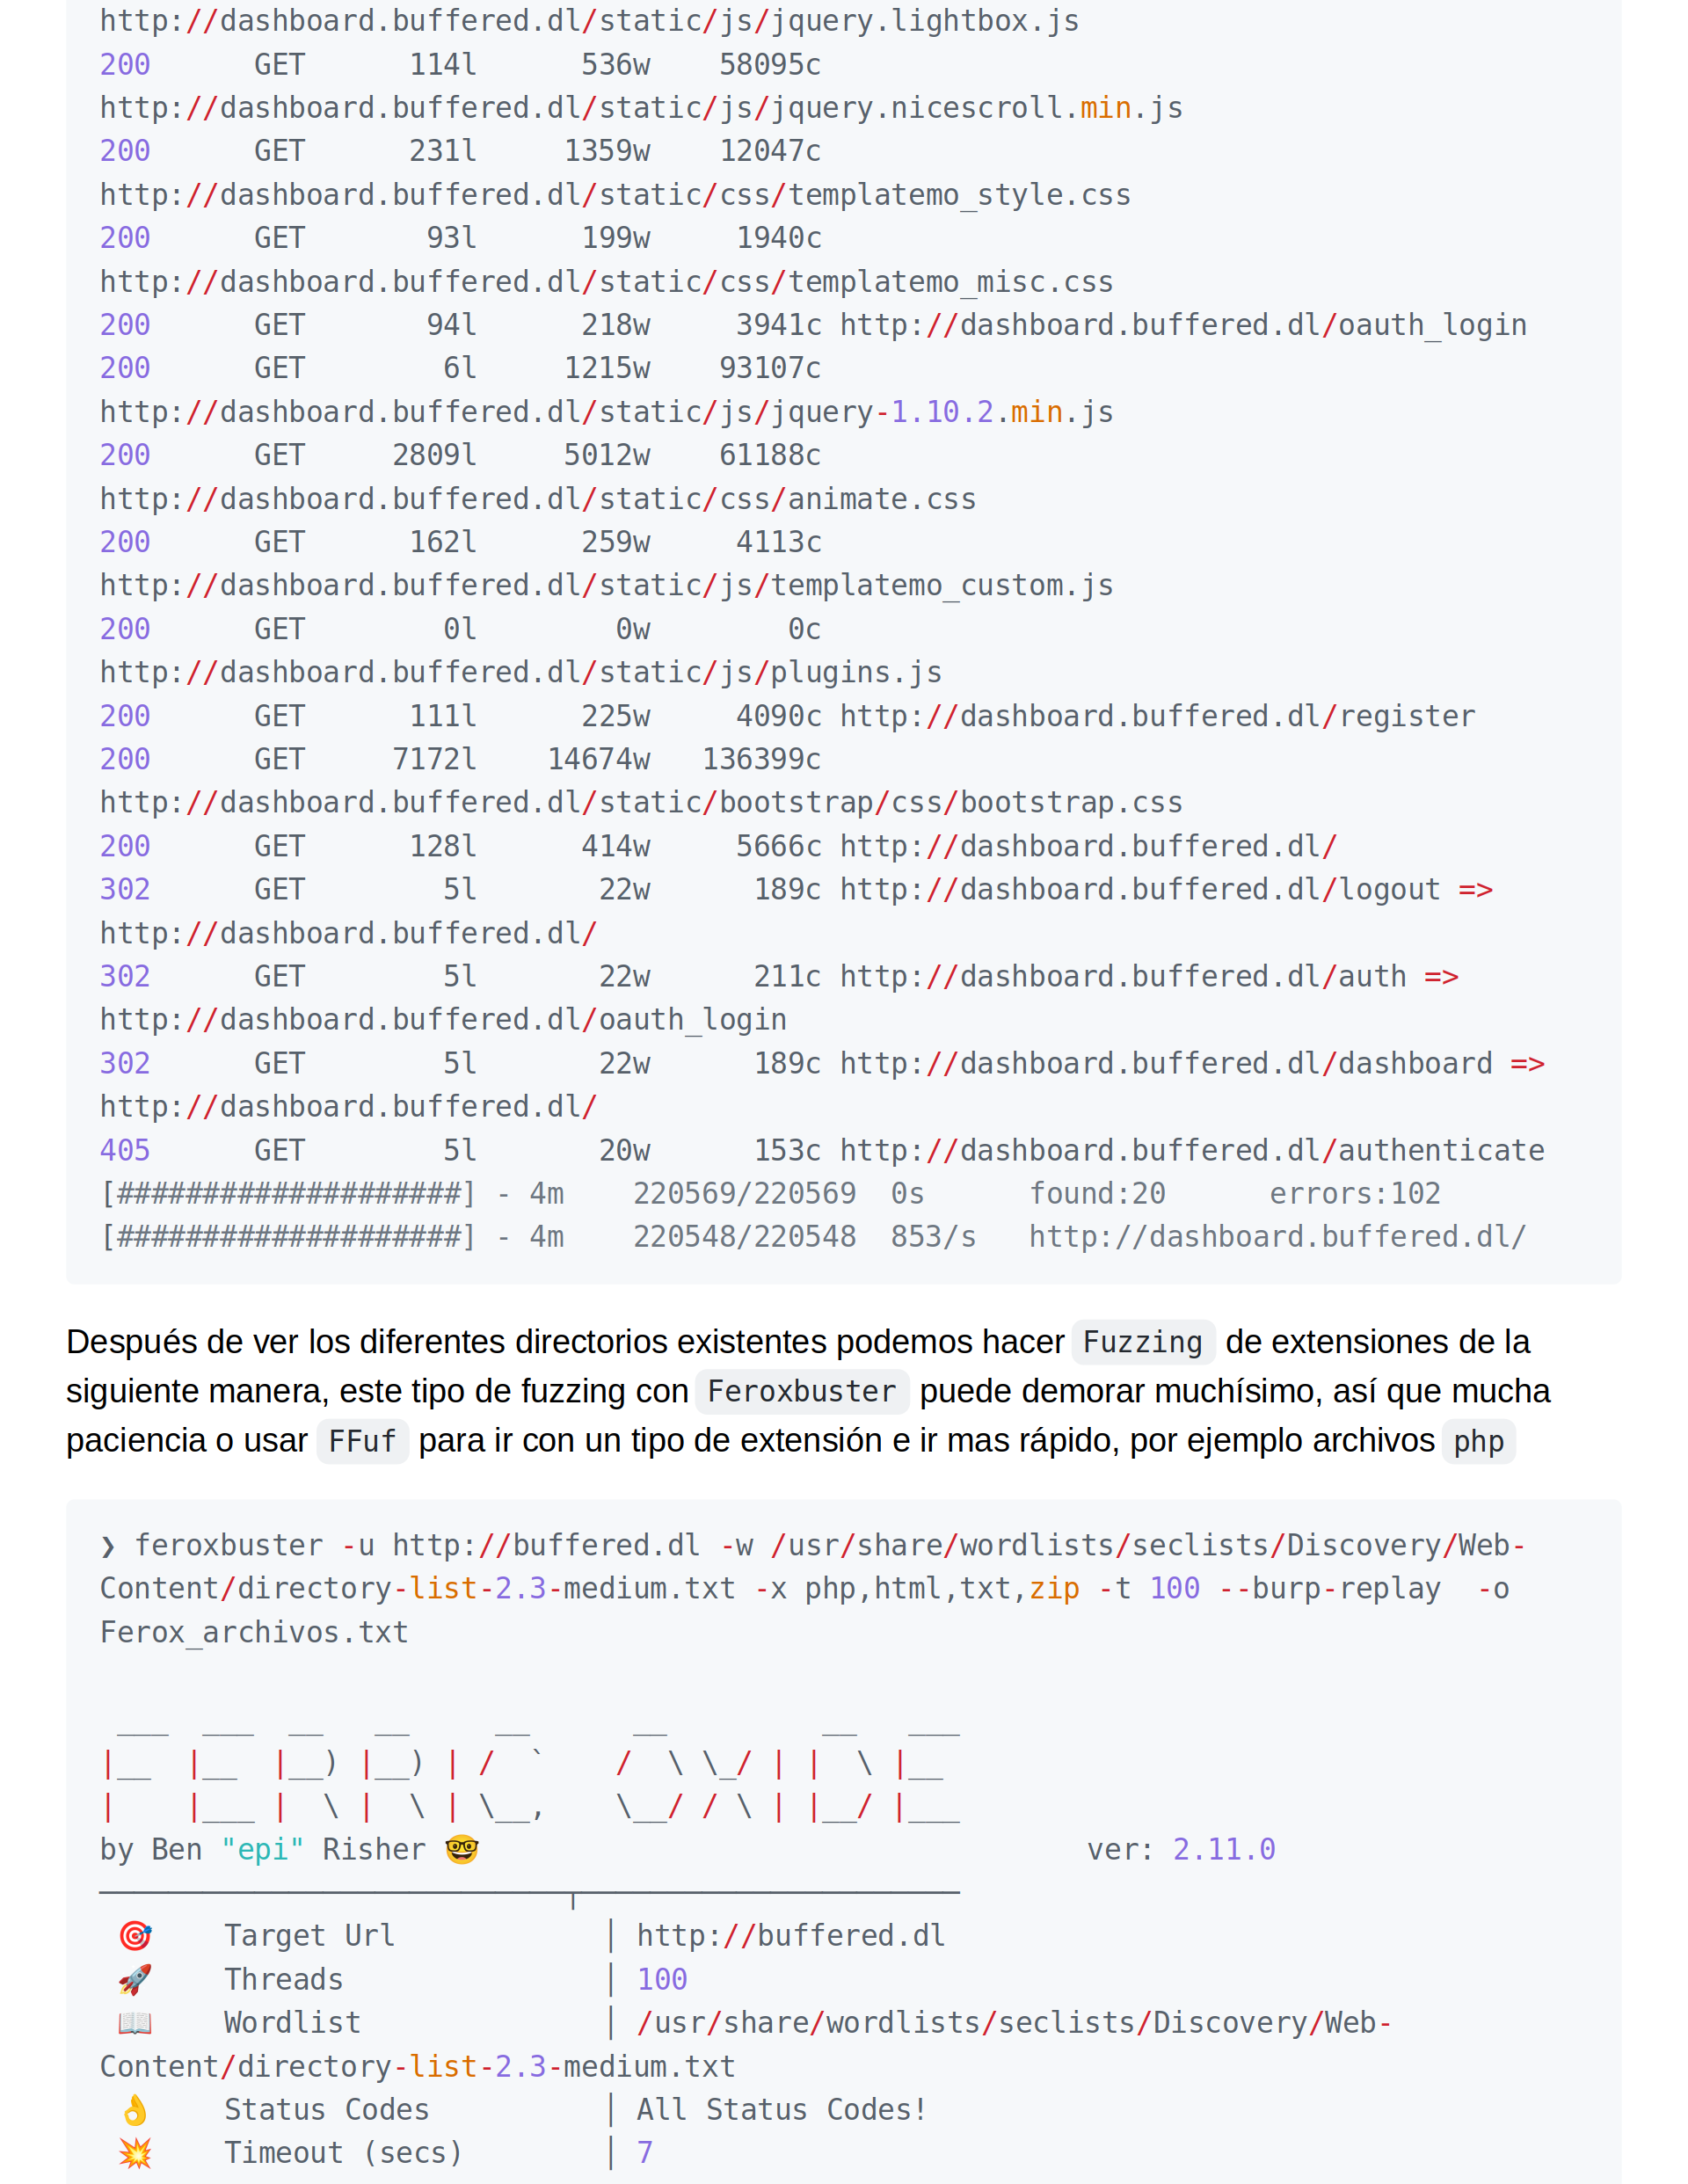 http://dashboard.buffered.dl/static/js/jquery.lightbox.js
200      GET      114l      536w    58095c
http://dashboard.buffered.dl/static/js/jquery.nicescroll.min.js
200      GET      231l     1359w    12047c
http://dashboard.buffered.dl/static/css/templatemo_style.css
200      GET       93l      199w     1940c
http://dashboard.buffered.dl/static/css/templatemo_misc.css
200      GET       94l      218w     3941c http://dashboard.buffered.dl/oauth_login
200      GET        6l     1215w    93107c
http://dashboard.buffered.dl/static/js/jquery-1.10.2.min.js
200      GET     2809l     5012w    61188c
http://dashboard.buffered.dl/static/css/animate.css
200      GET      162l      259w     4113c
http://dashboard.buffered.dl/static/js/templatemo_custom.js
200      GET        0l        0w        0c
http://dashboard.buffered.dl/static/js/plugins.js
200      GET      111l      225w     4090c http://dashboard.buffered.dl/register
200      GET     7172l    14674w   136399c
http://dashboard.buffered.dl/static/bootstrap/css/bootstrap.css
200      GET      128l      414w     5666c http://dashboard.buffered.dl/
302      GET        5l       22w      189c http://dashboard.buffered.dl/logout =>
http://dashboard.buffered.dl/
302      GET        5l       22w      211c http://dashboard.buffered.dl/auth =>
http://dashboard.buffered.dl/oauth_login
302      GET        5l       22w      189c http://dashboard.buffered.dl/dashboard =>
http://dashboard.buffered.dl/
405      GET        5l       20w      153c http://dashboard.buffered.dl/authenticate
[####################] - 4m    220569/220569  0s      found:20      errors:102
[####################] - 4m    220548/220548  853/s   http://dashboard.buffered.dl/
Después de ver los diferentes directorios existentes podemos hacer Fuzzing de extensiones de la
siguiente manera, este tipo de fuzzing con Feroxbuster puede demorar muchísimo, así que mucha
paciencia o usar FFuf para ir con un tipo de extensión e ir mas rápido, por ejemplo archivos php
❯ feroxbuster -u http://buffered.dl -w /usr/share/wordlists/seclists/Discovery/Web-
Content/directory-list-2.3-medium.txt -x php,html,txt,zip -t 100 --burp-replay  -o
Ferox_archivos.txt
 ___  ___  __   __     __      __         __   ___
|__  |__  |__) |__) | /  `    /  \ \_/ | |  \ |__
|    |___ |  \ |  \ | \__,    \__/ / \ | |__/ |___
by Ben "epi" Risher 🤓                                   ver: 2.11.0
───────────────────────────┬──────────────────────
 🎯    Target Url            │ http://buffered.dl
 🚀    Threads               │ 100
 📖    Wordlist              │ /usr/share/wordlists/seclists/Discovery/Web-
Content/directory-list-2.3-medium.txt
 👌    Status Codes          │ All Status Codes!
 💥    Timeout (secs)        │ 7